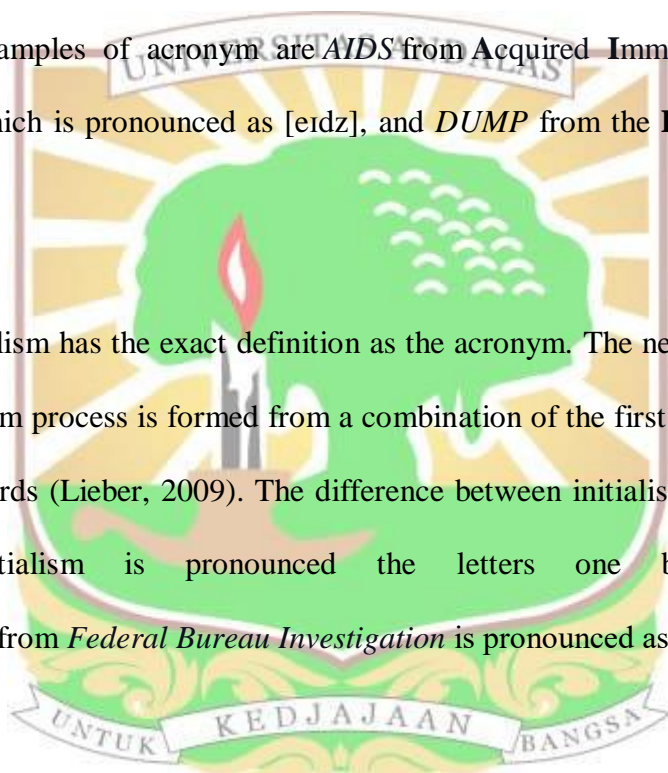 UNIVERSITAS ANDALAS
amples of acronym are AIDS from Acquired Imm
hich is pronounced as [eɪdz], and DUMP from the
lism has the exact definition as the acronym. The ne
m process is formed from a combination of the first
rds (Lieber, 2009). The difference between initialis
tialism is pronounced the letters one b
from Federal Bureau Investigation is pronounced as
UNTUK KEDJAJAAN BANGSA